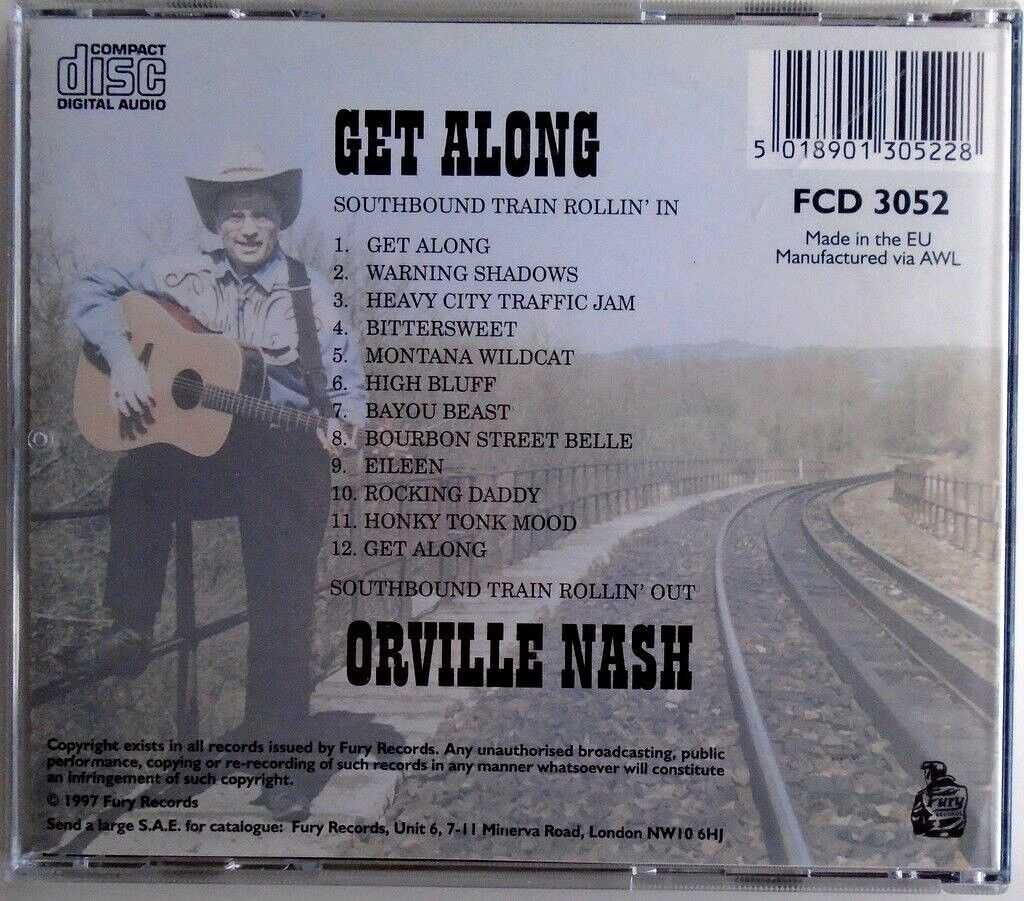 COMPACT
disc
DIGITAL AUDIO
GET ALONG
SOUTHBOUND TRAIN ROLLIN' IN
1. GET ALONG
2. WARNING SHADOWS
3. HEAVY CITY TRAFFIC JAM
4. BITTERSWEET
5. MONTANA WILDCAT
6. HIGH BLUFF
7. BAYOU BEAST
8. BOURBON STREET BELLE
9. EILEEN
10. ROCKING DADDY
11. HONKY TONK MOOD
12. GET ALONG
SOUTHBOUND TRAIN ROLLIN' OUT
ORVILLE NASH
5 018901 305228
FCD 3052
Made in the EU
Manufactured via AWL
Copyright exists in all records issued by Fury Records. Any unauthorised broadcasting, public
performance, copying or re-recording of such records in any manner whatsoever will constitute
an infringement of such copyright.
© 1997 Fury Records
Send a large S.A.E. for catalogue: Fury Records, Unit 6, 7-11 Minerva Road, London NW10 6HJ
Fury
RECORDS